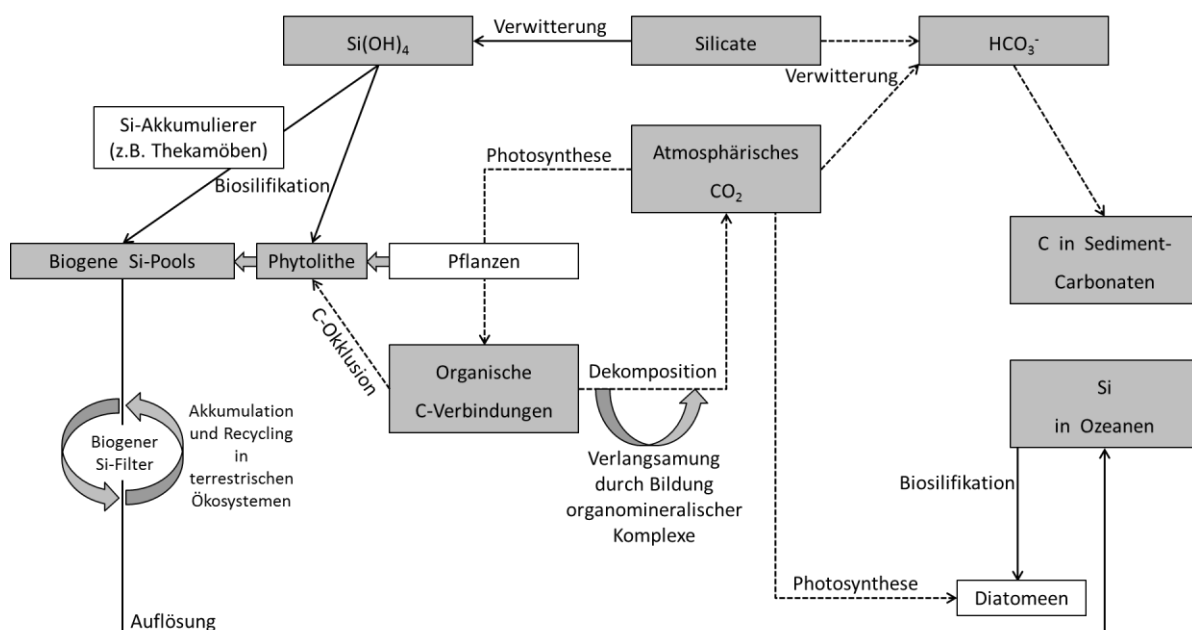 Si(OH)4
Verwitterung
Silicate
HCO3-
Verwitterung
Si-Akkumulierer
(z.B. Thekamöben)
Photosynthese
Atmosphärisches
CO2
Biosilifikation
Biogene Si-Pools
Phytolithe
Pflanzen
C in Sediment-
Carbonaten
C-Okklusion
Organische
C-Verbindungen
Dekomposition
Si
in Ozeanen
Akkumulation
und Recycling
in
terrestrischen
Ökosystemen
Biogener
Si-Filter
Verlangsamung
durch Bildung
organomineralischer
Komplexe
Biosilifikation
Photosynthese
Diatomeen
Auflösung